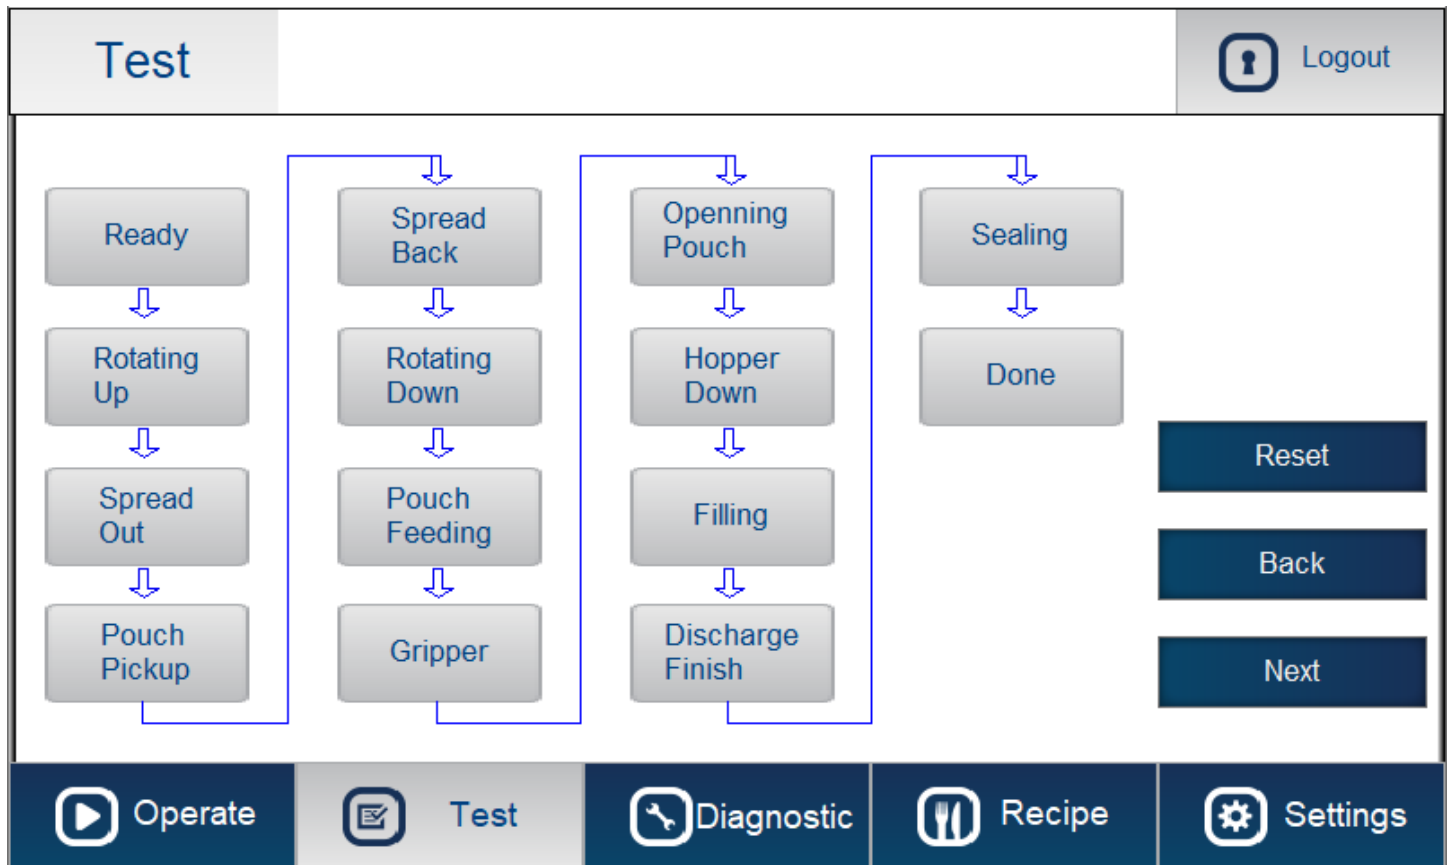 Test
Logout
Ready
Rotating
Up
Spread
Out
Pouch
Pickup
Spread
Back
Rotating
Down
Pouch
Feeding
Gripper
Openning
Pouch
Hopper
Down
Filling
Discharge
Finish
Sealing
Done
Reset
Back
Next
Operate
Test
Diagnostic
Recipe
Settings